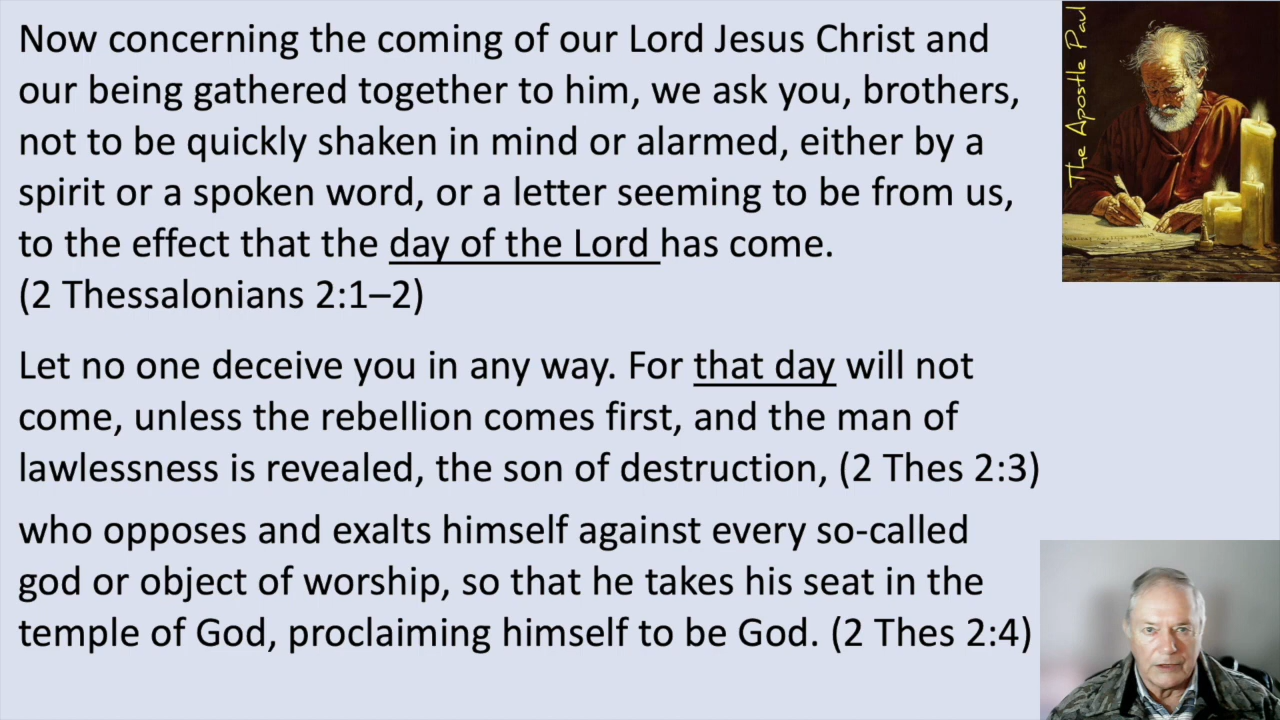 Now concerning the coming of our Lord Jesus Christ and
our being gathered together to him, we ask you, brothers,
not to be quickly shaken in mind or alarmed, either by a
spirit or a spoken word, or a letter seeming to be from us,
to the effect that the day of the Lord has come.
(2 Thessalonians 2:1–2)
Let no one deceive you in any way. For that day will not
come, unless the rebellion comes first, and the man of
lawlessness is revealed, the son of destruction, (2 Thes 2:3)
who opposes and exalts himself against every so-called
god or object of worship, so that he takes his seat in the
temple of God, proclaiming himself to be God. (2 Thes 2:4)
The Apostle Paul